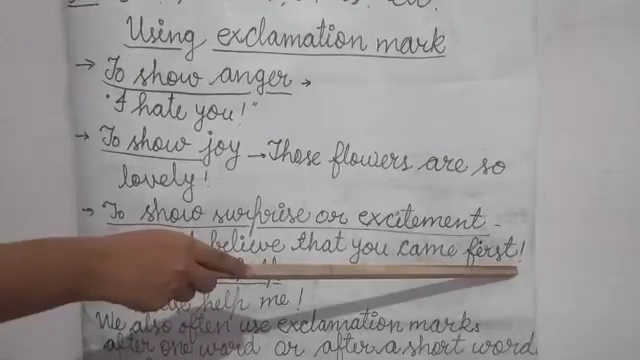 Using exclamation mark
→ To show anger →
"I hate you!"
→ To show joy → Those flowers are so
lovely!
→ To show surprise or excitement -
believe that you came first!
help me!
We also often use exclamation marks
after one word or after a short word